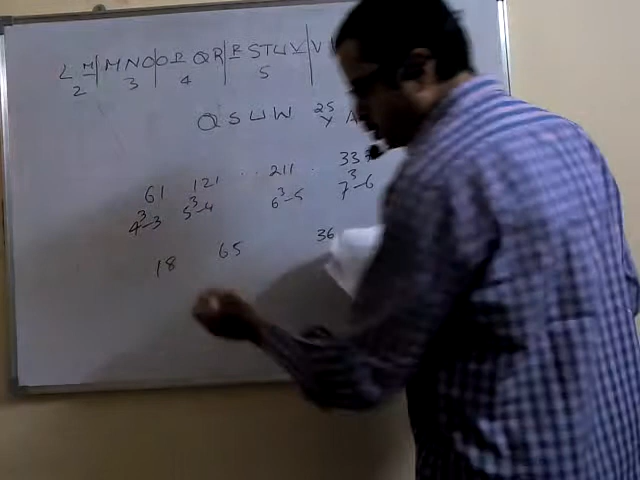 L M | M N O | O P Q R | R S T U V | V
2 3 4 5
Q S U W 25 Y A
61 121 .. 211 . 33
4³-3 5³-4 6³-5 7³-6
18 65 36